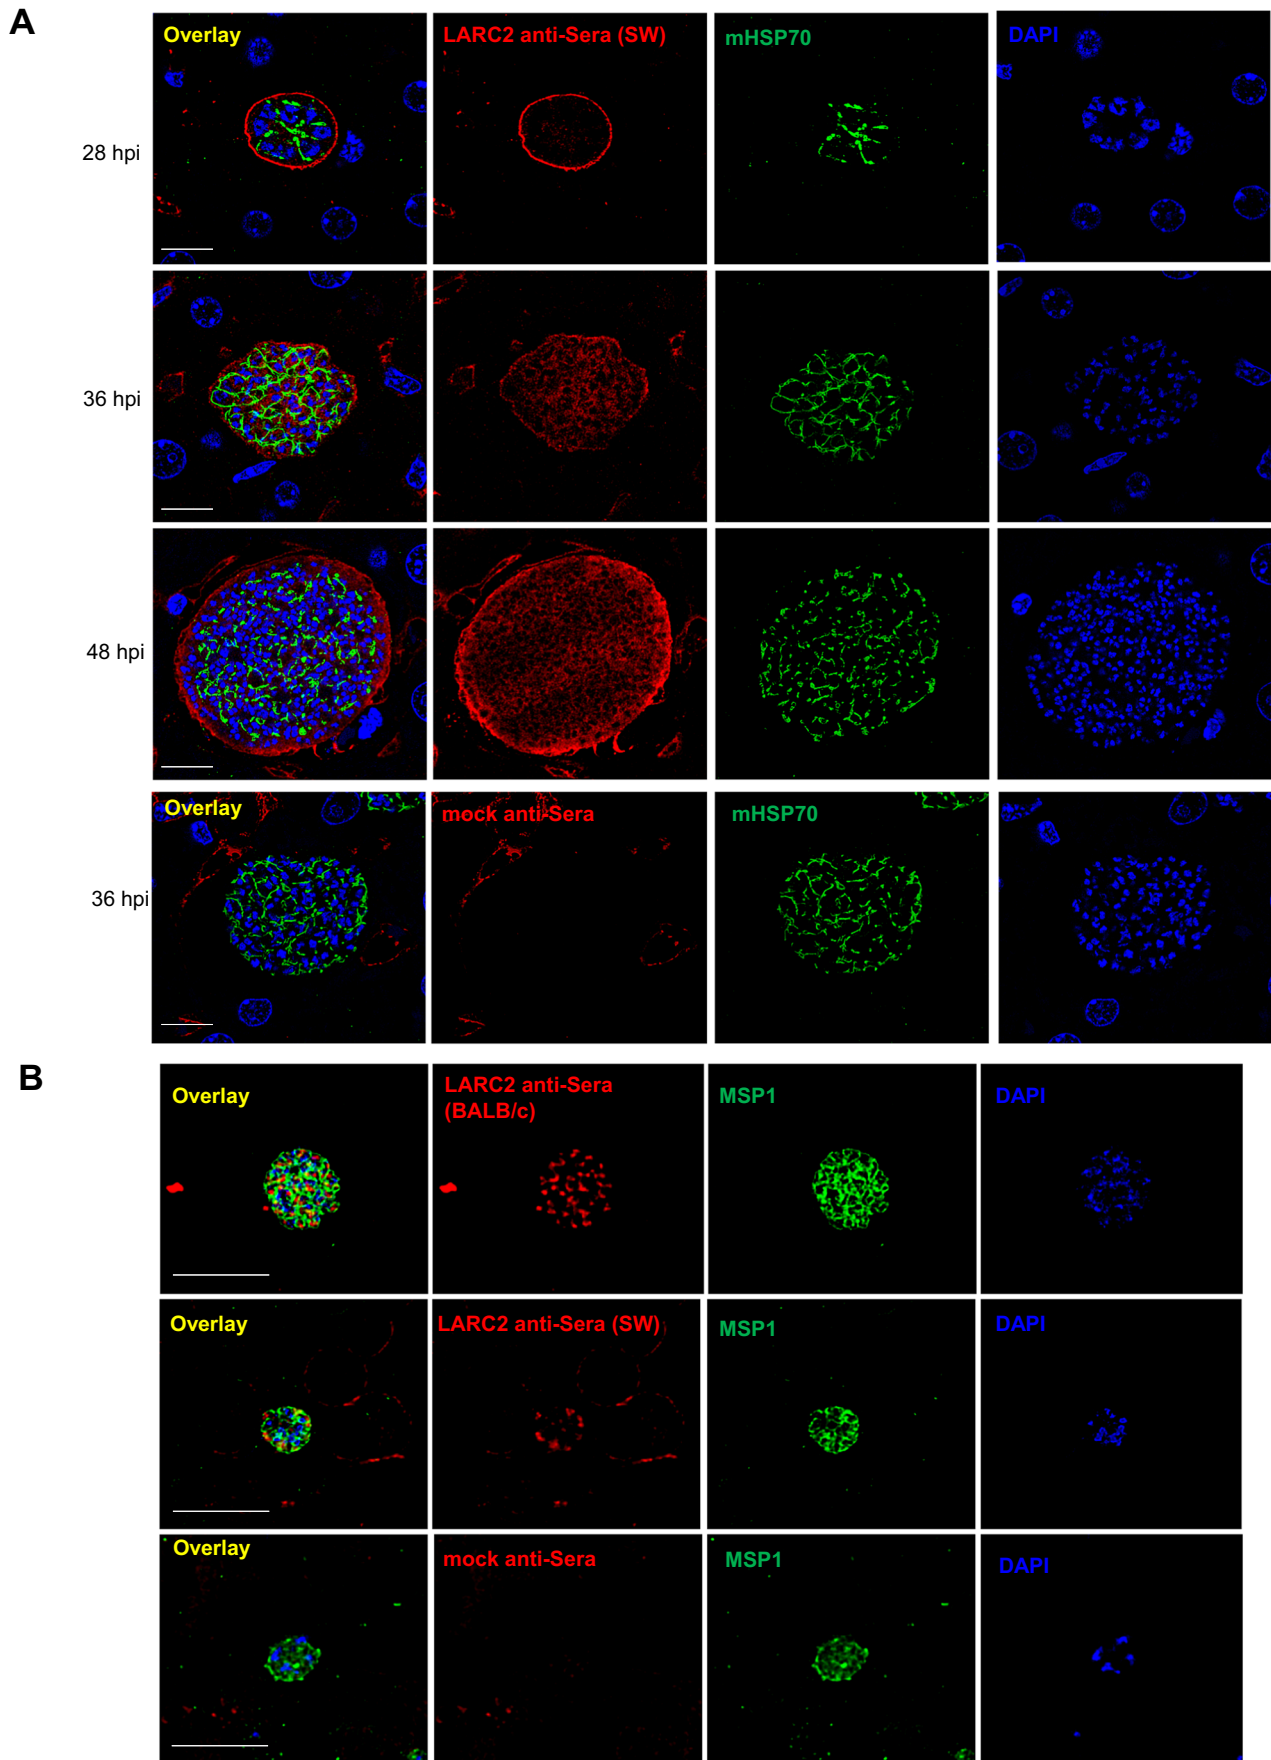 A
Overlay
LARC2 anti-Sera (SW)
mHSP70
DAPI
28 hpi
36 hpi
48 hpi
Overlay
mock anti-Sera
mHSP70
36 hpi
B
Overlay
LARC2 anti-Sera
(BALB/c)
MSP1
DAPI
Overlay
LARC2 anti-Sera (SW)
MSP1
DAPI
Overlay
mock anti-Sera
MSP1
DAPI